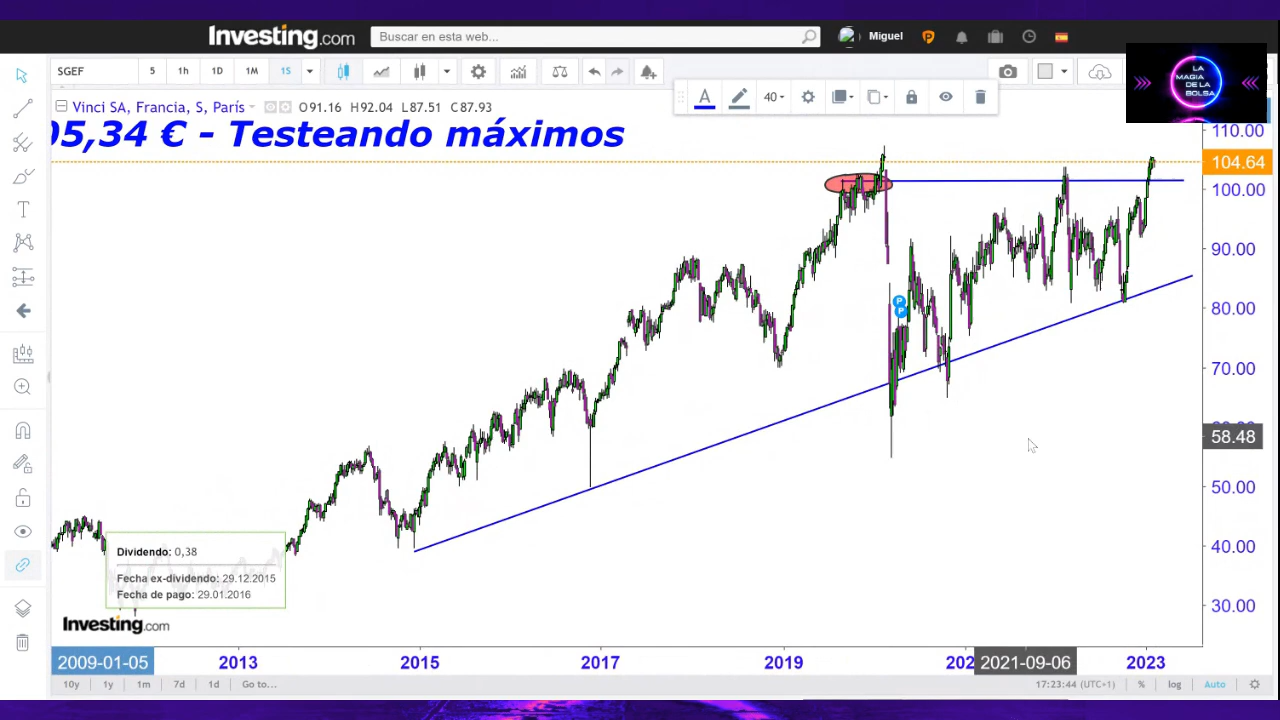 Investing.com
Buscar en esta web...
Miguel
P
SGEF
5
1h
1D
1M
1S
40
LA
MAGIA
DE LA
BOLSA
Vinci SA, Francia, S, París
O91.16 H92.04 L87.51 C87.93
05,34 € - Testeando máximos
110.00
104.64
100.00
90.00
80.00
P
P
70.00
58.48
50.00
40.00
30.00
Dividendo: 0,38
Fecha ex-dividendo: 29.12.2015
Fecha de pago: 29.01.2016
Investing.com
2009-01-05
2013
2015
2017
2019
2021-09-06
2023
10y
1y
1m
7d
1d
Go to...
17:23:44 (UTC+1)
%
log
Auto